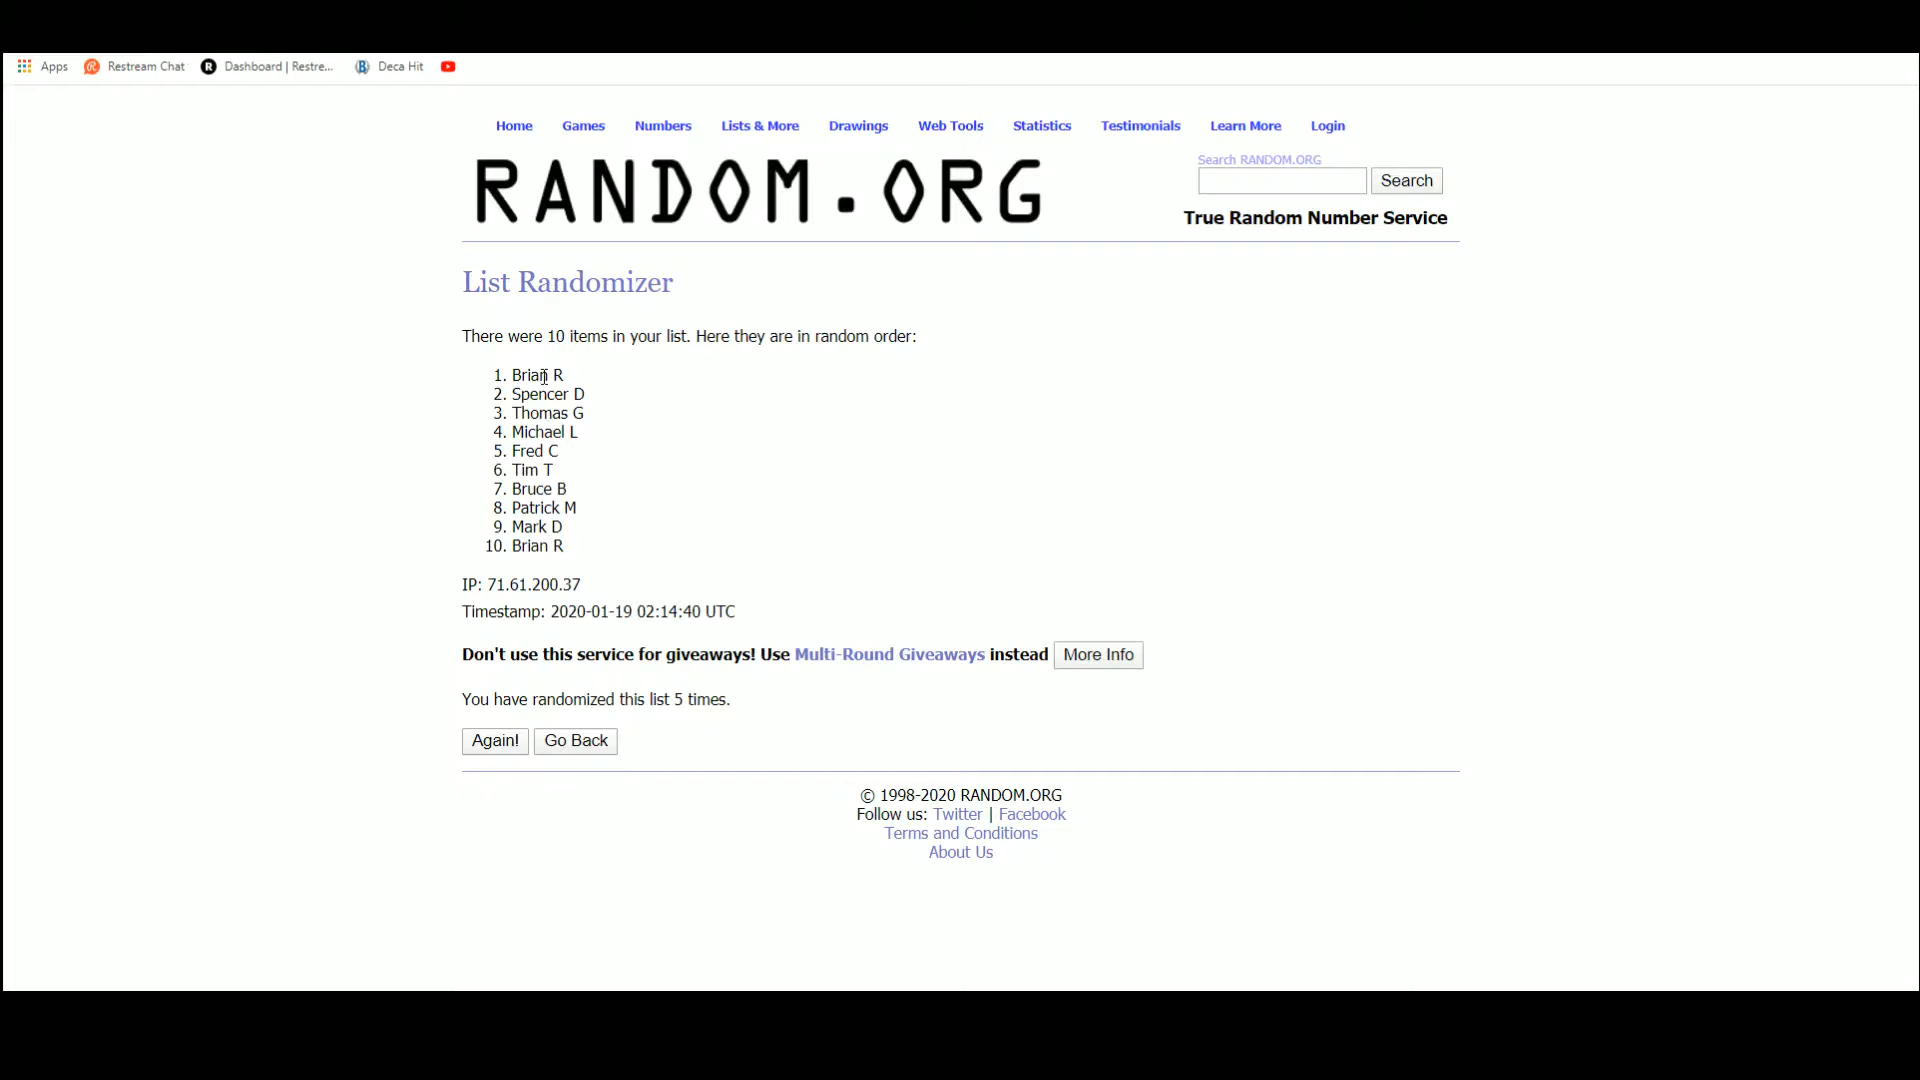 Apps Restream Chat Dashboard | Restre... Deca Hit
Home Games Numbers Lists & More Drawings Web Tools Statistics Testimonials Learn More Login
RANDOM.ORG
Search RANDOM.ORG
Search
True Random Number Service
List Randomizer
There were 10 items in your list. Here they are in random order:
1. Brian R
2. Spencer D
3. Thomas G
4. Michael L
5. Fred C
6. Tim T
7. Bruce B
8. Patrick M
9. Mark D
10. Brian R
IP: 71.61.200.37
Timestamp: 2020-01-19 02:14:40 UTC
Don't use this service for giveaways! Use Multi-Round Giveaways instead More Info
You have randomized this list 5 times.
Again! Go Back
© 1998-2020 RANDOM.ORG
Follow us: Twitter | Facebook
Terms and Conditions
About Us